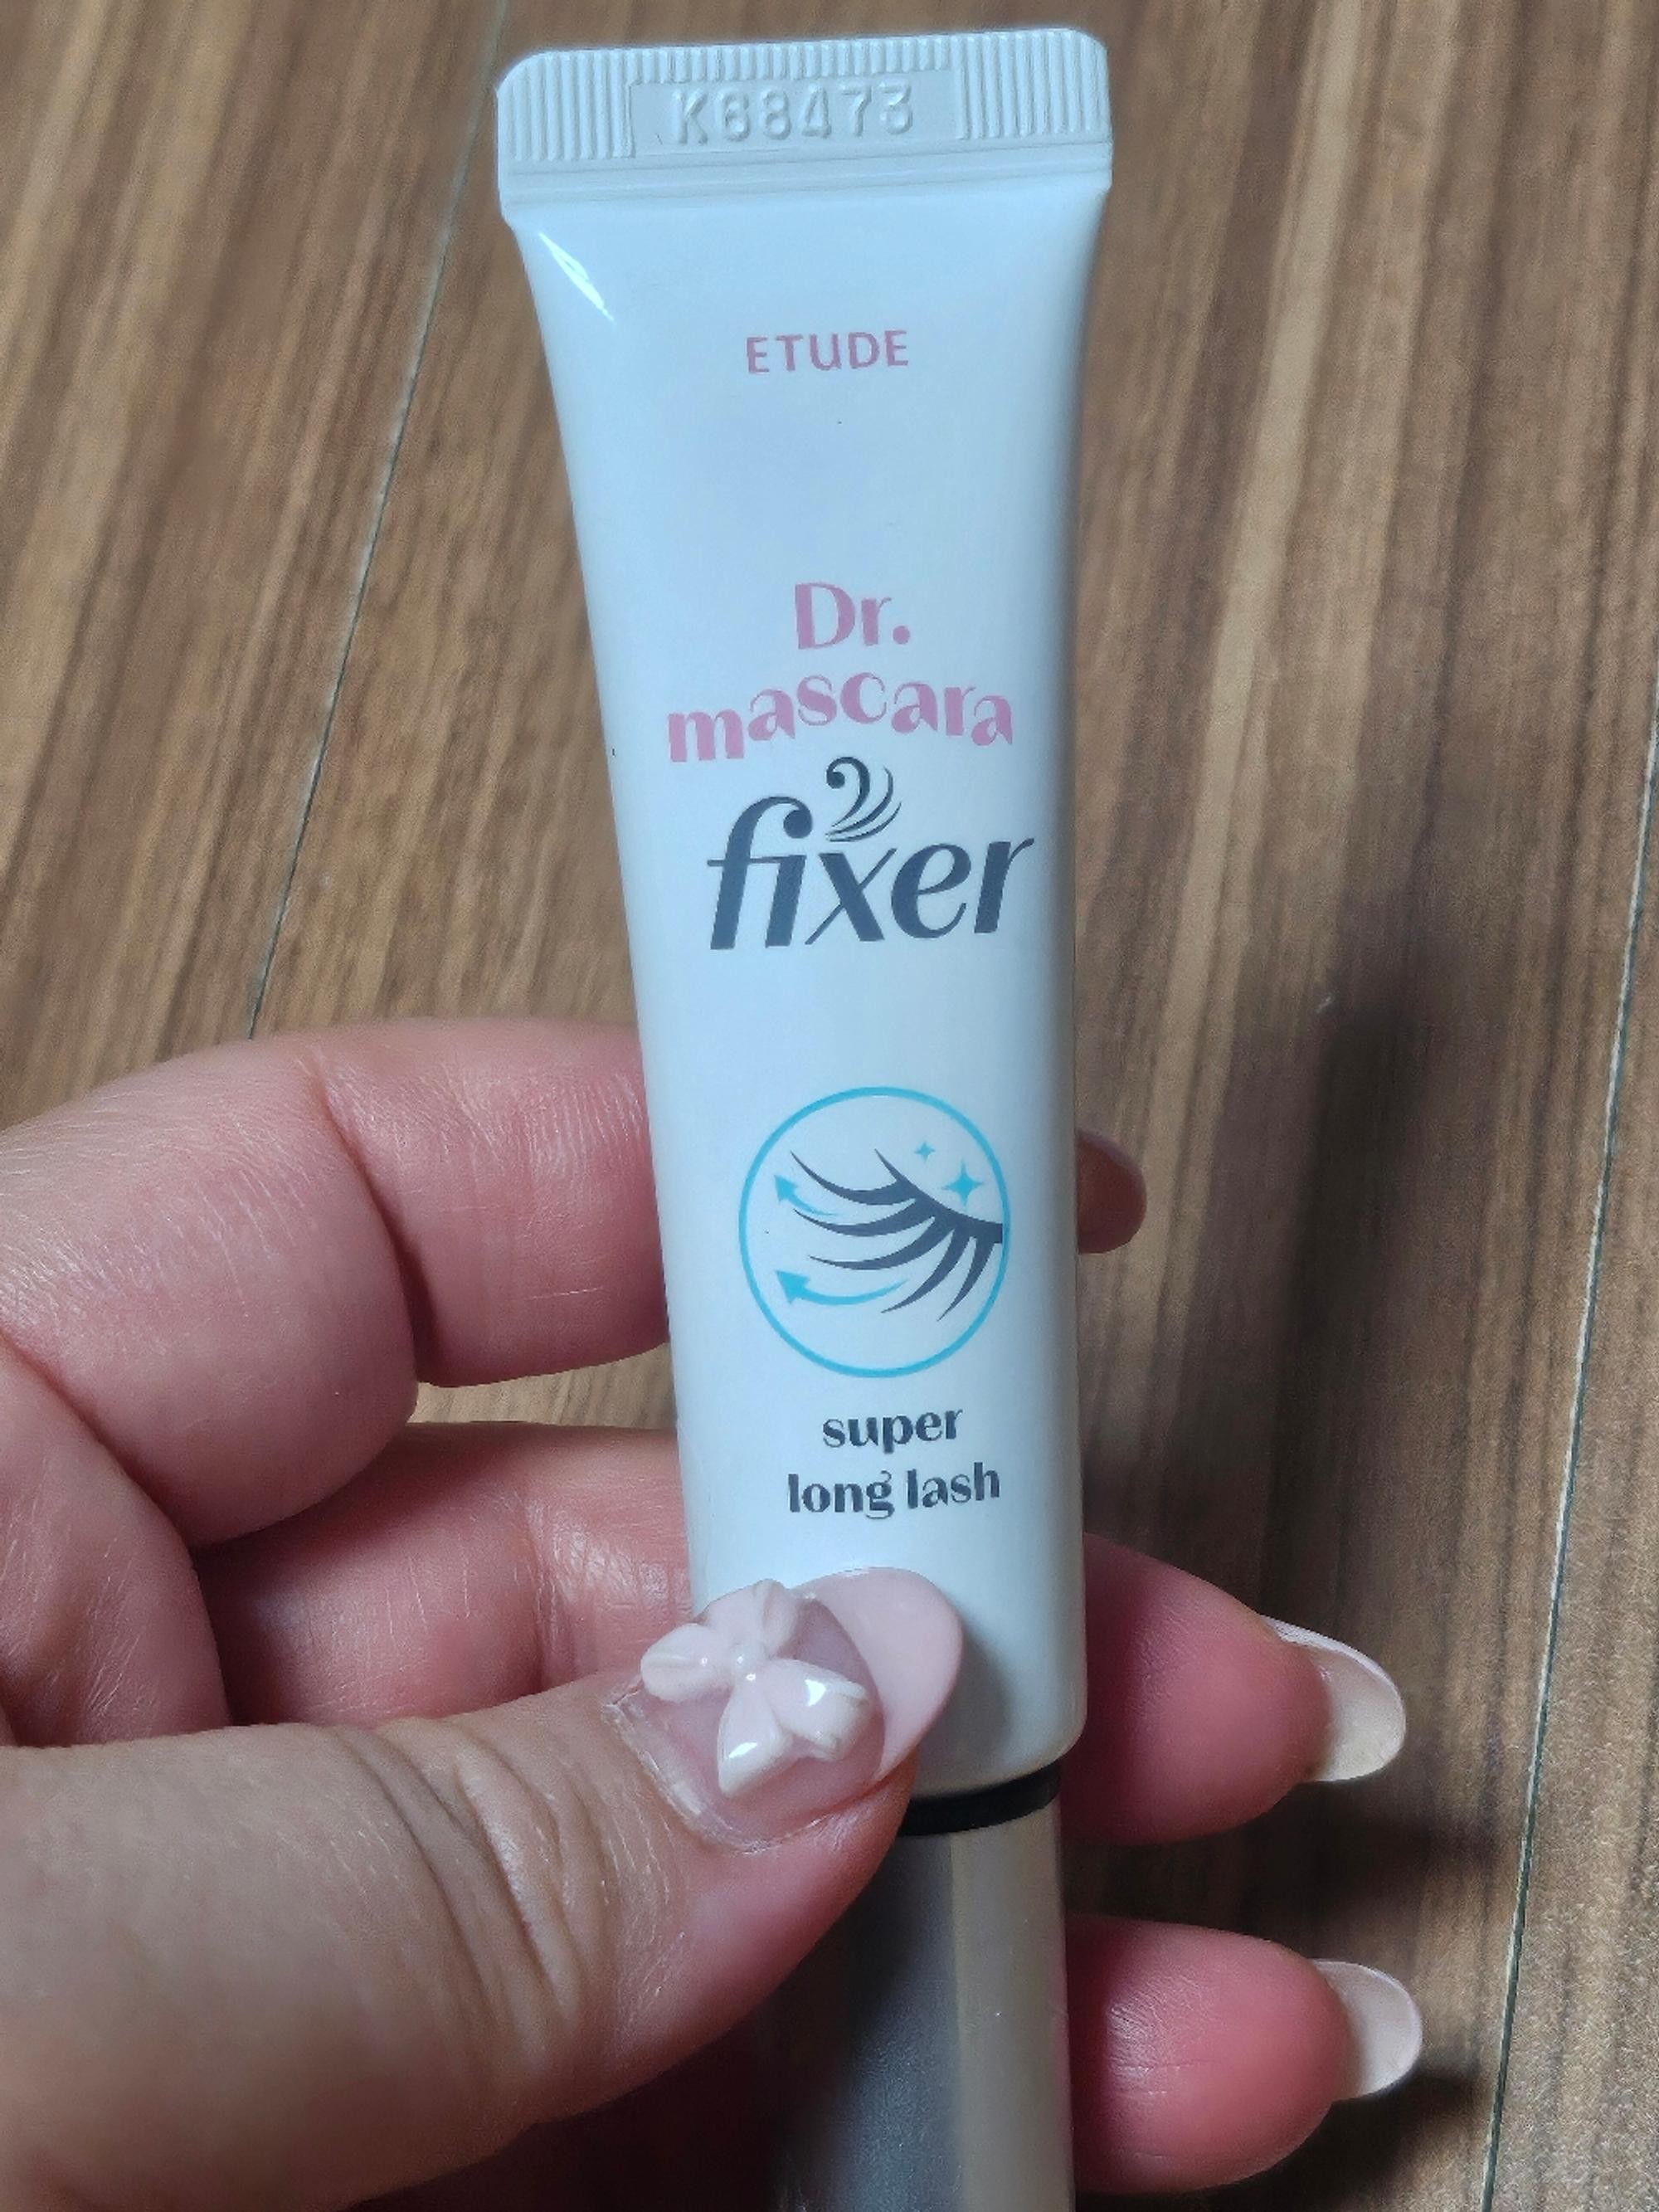 K68473
ETUDE
Dr.
mascara
fixer
super
long lash